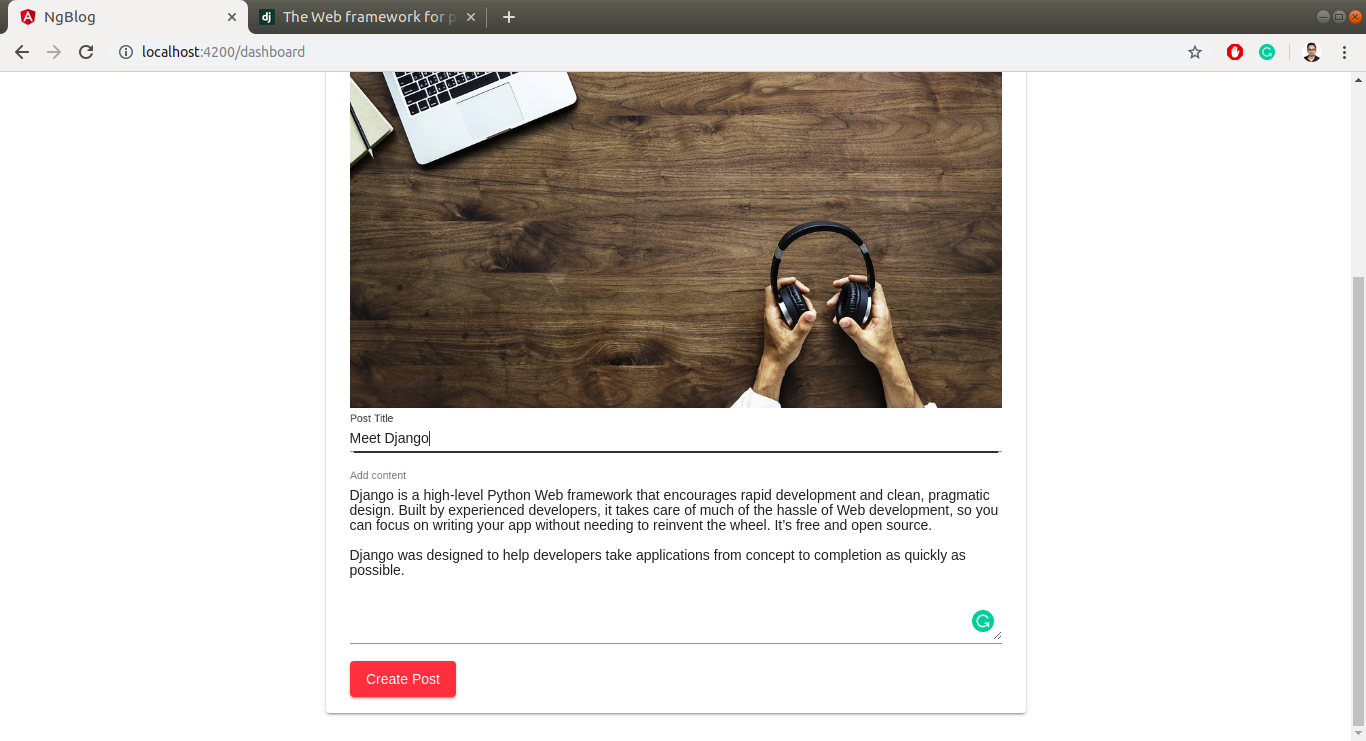 NgBlog
dj The Web framework for p
localhost:4200/dashboard
Post Title
Meet Django
Add content
Django is a high-level Python Web framework that encourages rapid development and clean, pragmatic
design. Built by experienced developers, it takes care of much of the hassle of Web development, so you
can focus on writing your app without needing to reinvent the wheel. It’s free and open source.
Django was designed to help developers take applications from concept to completion as quickly as
possible.
Create Post